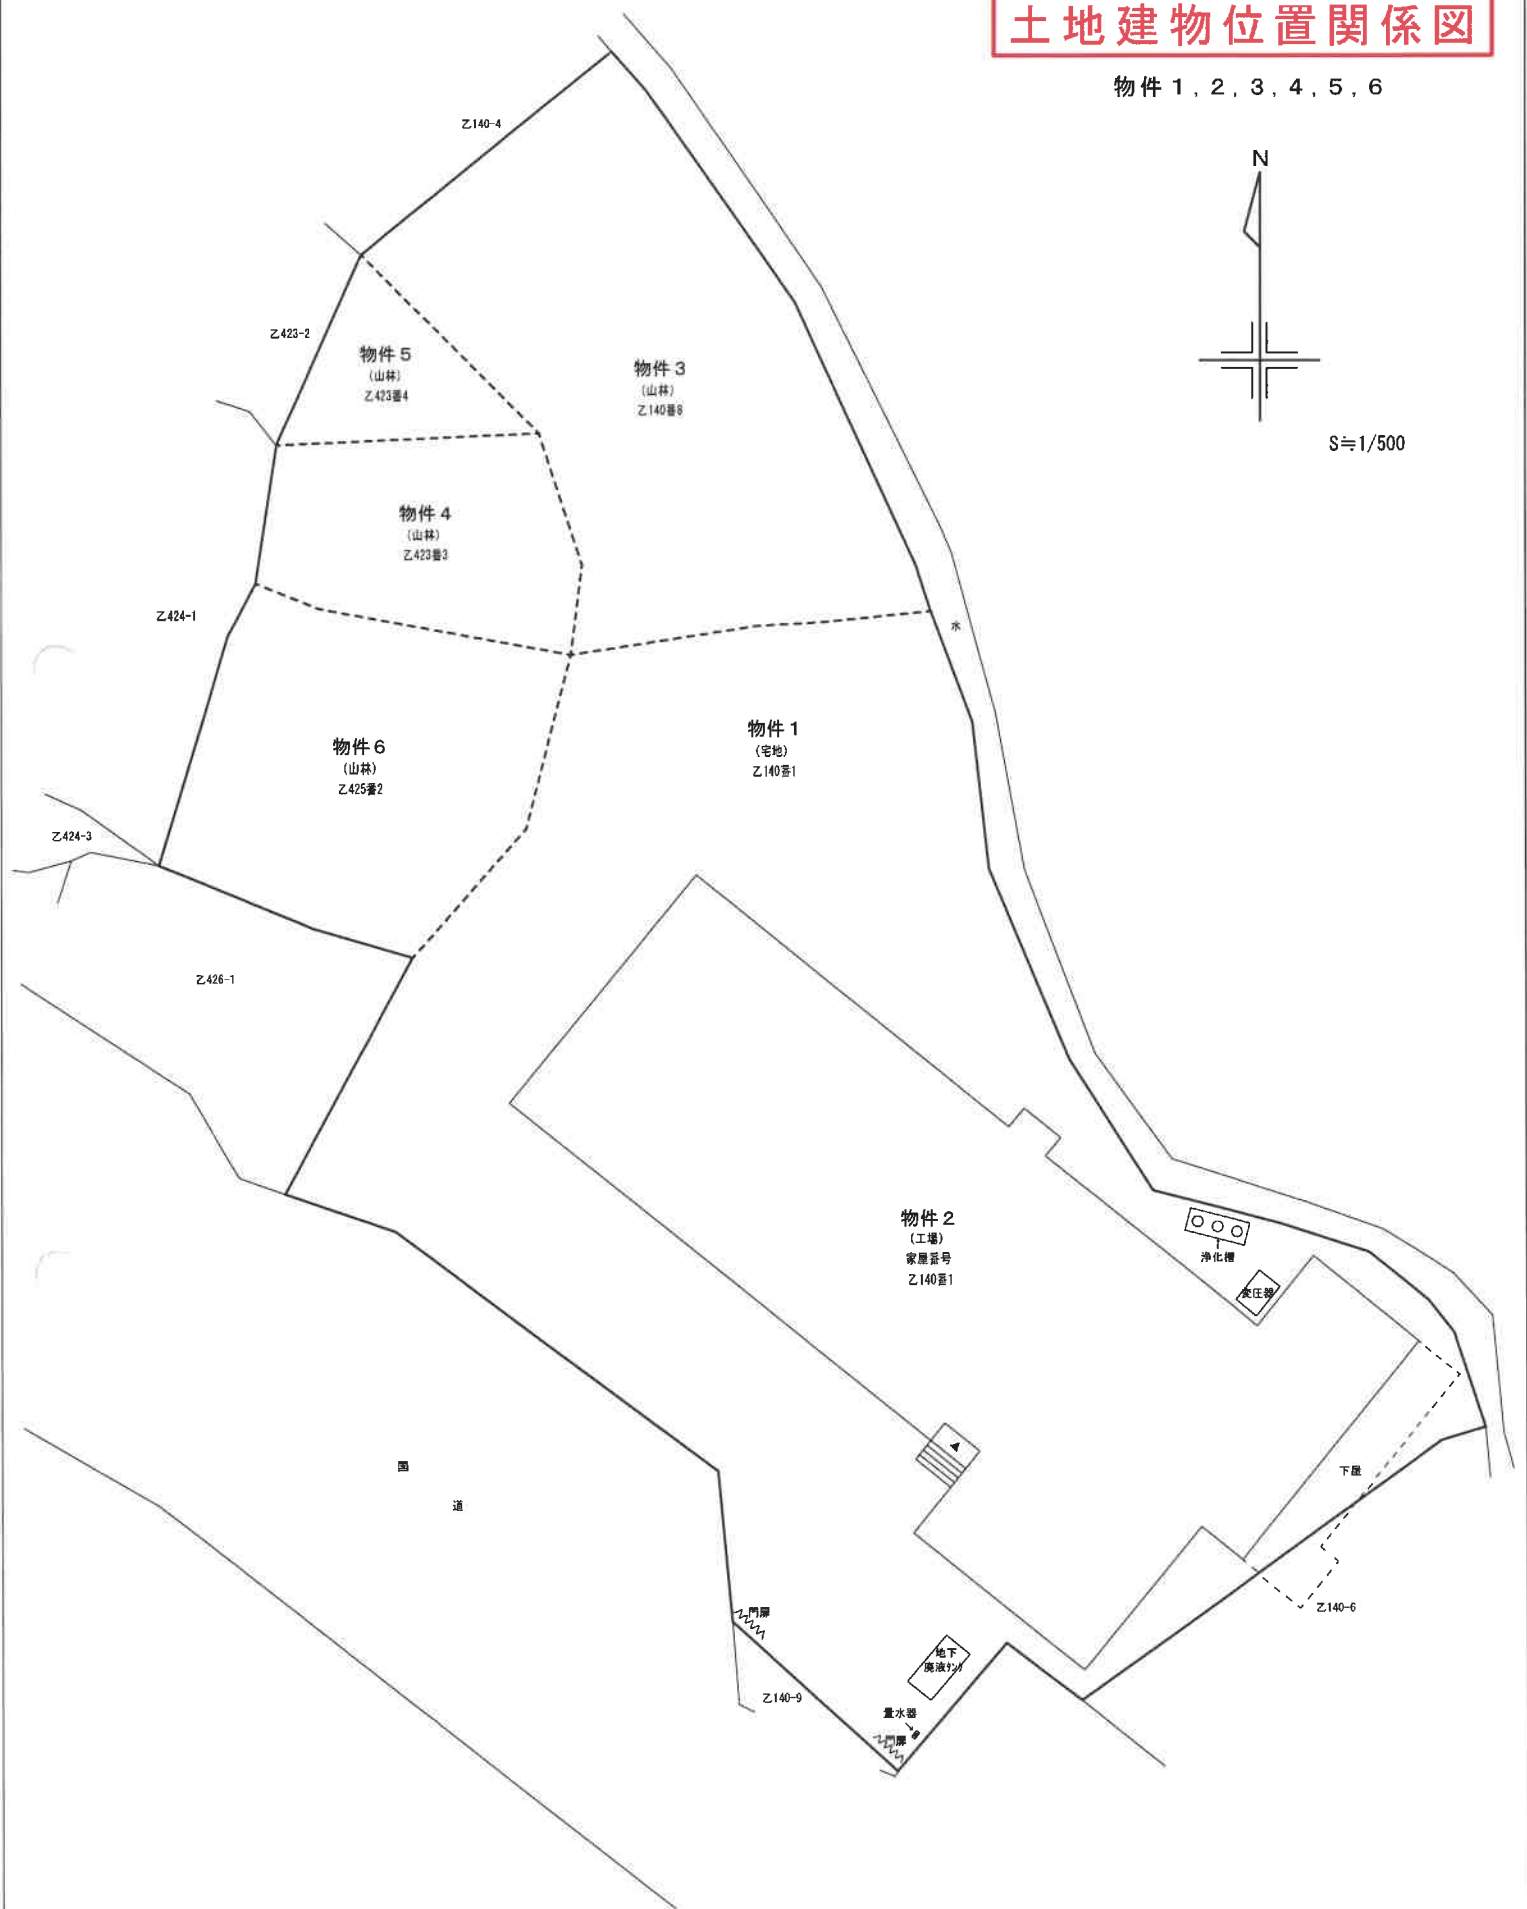 土地建物位置関係図
物件1,2,3,4,5,6
N
S≒1/500
乙140-4
乙423-2
物件5
(山林)
乙423番4
物件3
(山林)
乙140番8
物件4
(山林)
乙423番3
乙424-1
水
物件6
(山林)
乙425番2
物件1
(宅地)
乙140番1
乙424-3
乙426-1
物件2
(工場)
家屋番号
乙140番1
浄化槽
変圧器
国
道
下屋
乙140-6
門扉
地下
廃液タンク
乙140-9
量水器
門扉